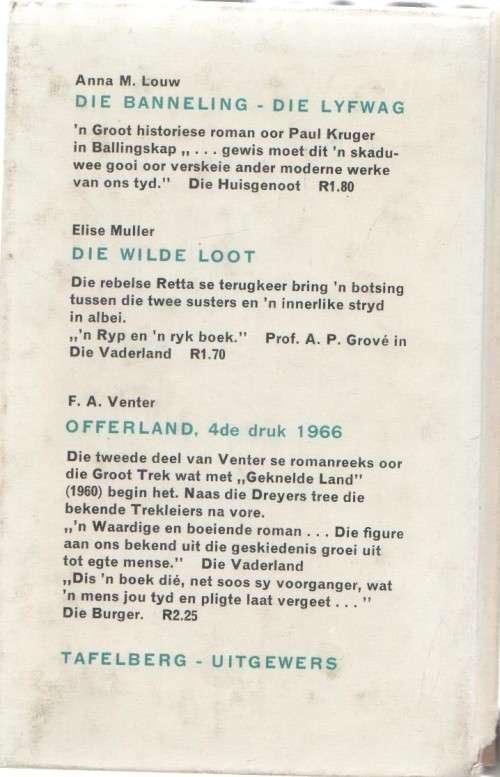 Anna M. Louw
DIE BANNELING - DIE LYFWAG
'n Groot historiese roman oor Paul Kruger
in Ballingskap „ . . . gewis moet dit 'n skadu-
wee gooi oor verskeie ander moderne werke
van ons tyd." Die Huisgenoot R1.80
Elise Muller
DIE WILDE LOOT
Die rebelse Retta se terugkeer bring 'n botsing
tussen die twee susters en 'n innerlike stryd
in albei.
„'n Ryp en 'n ryk boek." Prof. A. P. Grové in
Die Vaderland R1.70
F. A. Venter
OFFERLAND, 4de druk 1966
Die tweede deel van Venter se romanreeks oor
die Groot Trek wat met „Geknelde Land"
(1960) begin het. Naas die Dreyers tree die
bekende Trekleiers na vore.
„'n Waardige en boeiende roman . . . Die figure
aan ons bekend uit die geskiedenis groei uit
tot egte mense." Die Vaderland
„Dis 'n boek dié, net soos sy voorganger, wat
'n mens jou tyd en pligte laat vergeet . . . "
Die Burger. R2.25
TAFELBERG - UITGEWERS